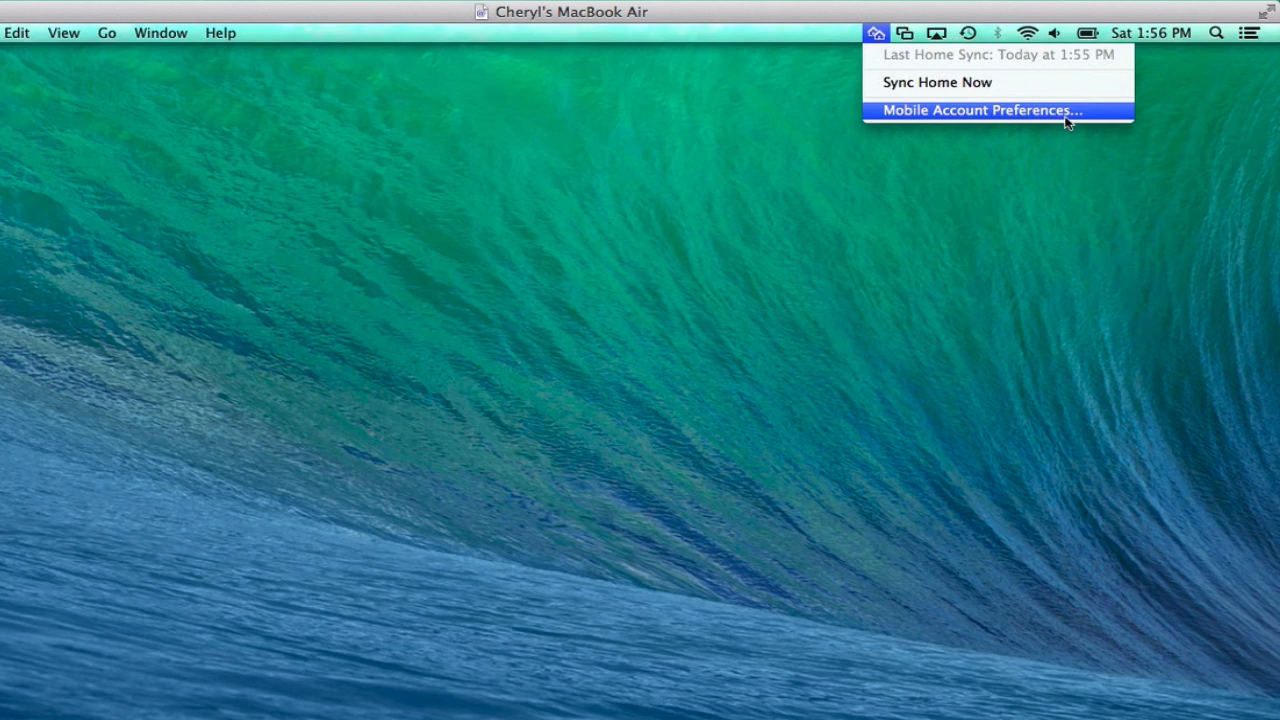 Cheryl's MacBook Air
Edit View Go Window Help Sat 1:56 PM
Last Home Sync: Today at 1:55 PM
Sync Home Now
Mobile Account Preferences...